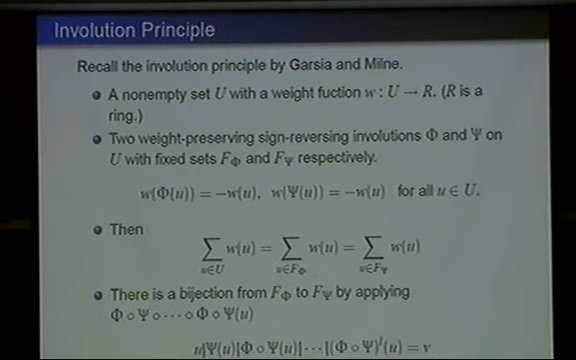 Involution Principle
Recall the involution principle by Garsia and Milne.
A nonempty set U with a weight fuction w : U → R. (R is a
ring.)
Two weight-preserving sign-reversing involutions Φ and Ψ on
U with fixed sets F_Φ and F_Ψ respectively.
w(Φ(u)) = −w(u), w(Ψ(u)) = −w(u) for all u ∈ U.
Then
∑_{u∈U} w(u) = ∑_{u∈F_Φ} w(u) = ∑_{u∈F_Ψ} w(u)
There is a bijection from F_Φ to F_Ψ by applying
Φ ∘ Ψ ∘ ⋯ ∘ Φ ∘ Ψ(u)
u|Ψ(u)|Φ ∘ Ψ(u)| ⋯ |(Φ ∘ Ψ)^l(u) = v